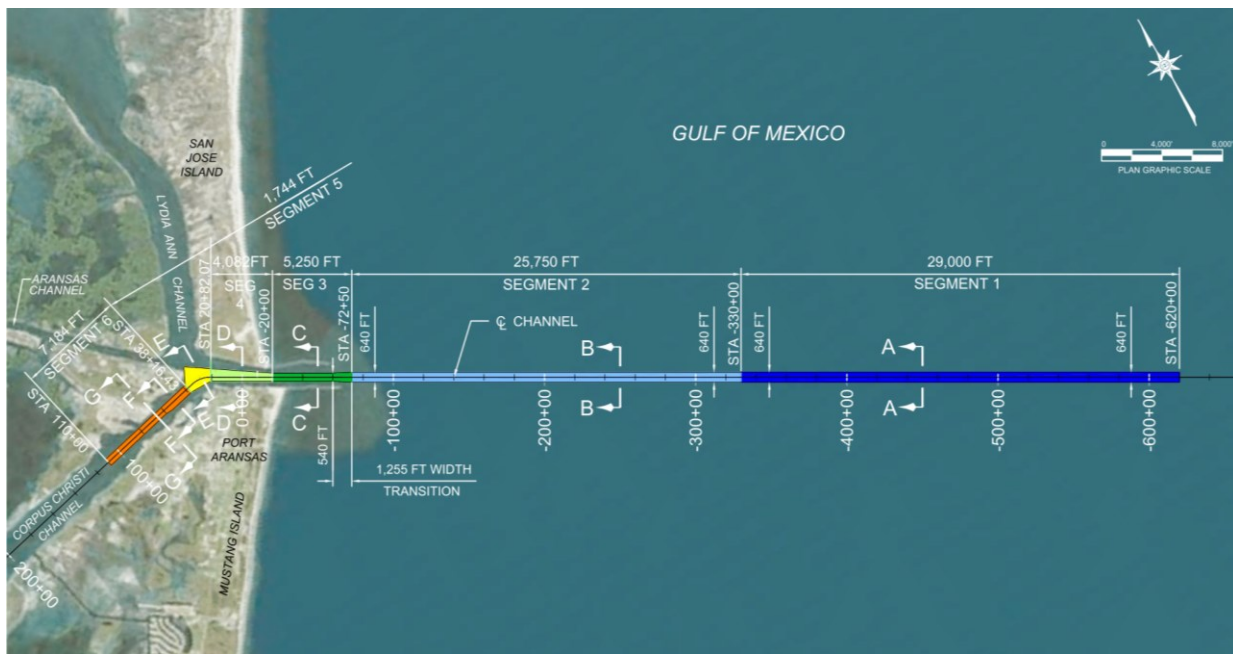 GULF OF MEXICO
0 4,000' 8,000'
PLAN GRAPHIC SCALE
SAN
JOSE
ISLAND
LYDIA ANN
CHANNEL
ARANSAS
CHANNEL
1,744 FT
SEGMENT 5
7,184 FT
SEGMENT 6
4,082FT
SEG
4
5,250 FT
SEG 3
25,750 FT
SEGMENT 2
29,000 FT
SEGMENT 1
STA 20+82.07
STA -20+00
STA -72+50
STA -330+00
STA -620+00
STA 110+00
640 FT
640 FT
640 FT
640 FT
℄ CHANNEL
E
D
C
B
A
G
F
E
D
C
B
A
F
G
0+00
-100+00
-200+00
-300+00
-400+00
-500+00
-600+00
100+00
200+00
540 FT
1,255 FT WIDTH
TRANSITION
PORT
ARANSAS
MUSTANG ISLAND
CORPUS CHRISTI
CHANNEL